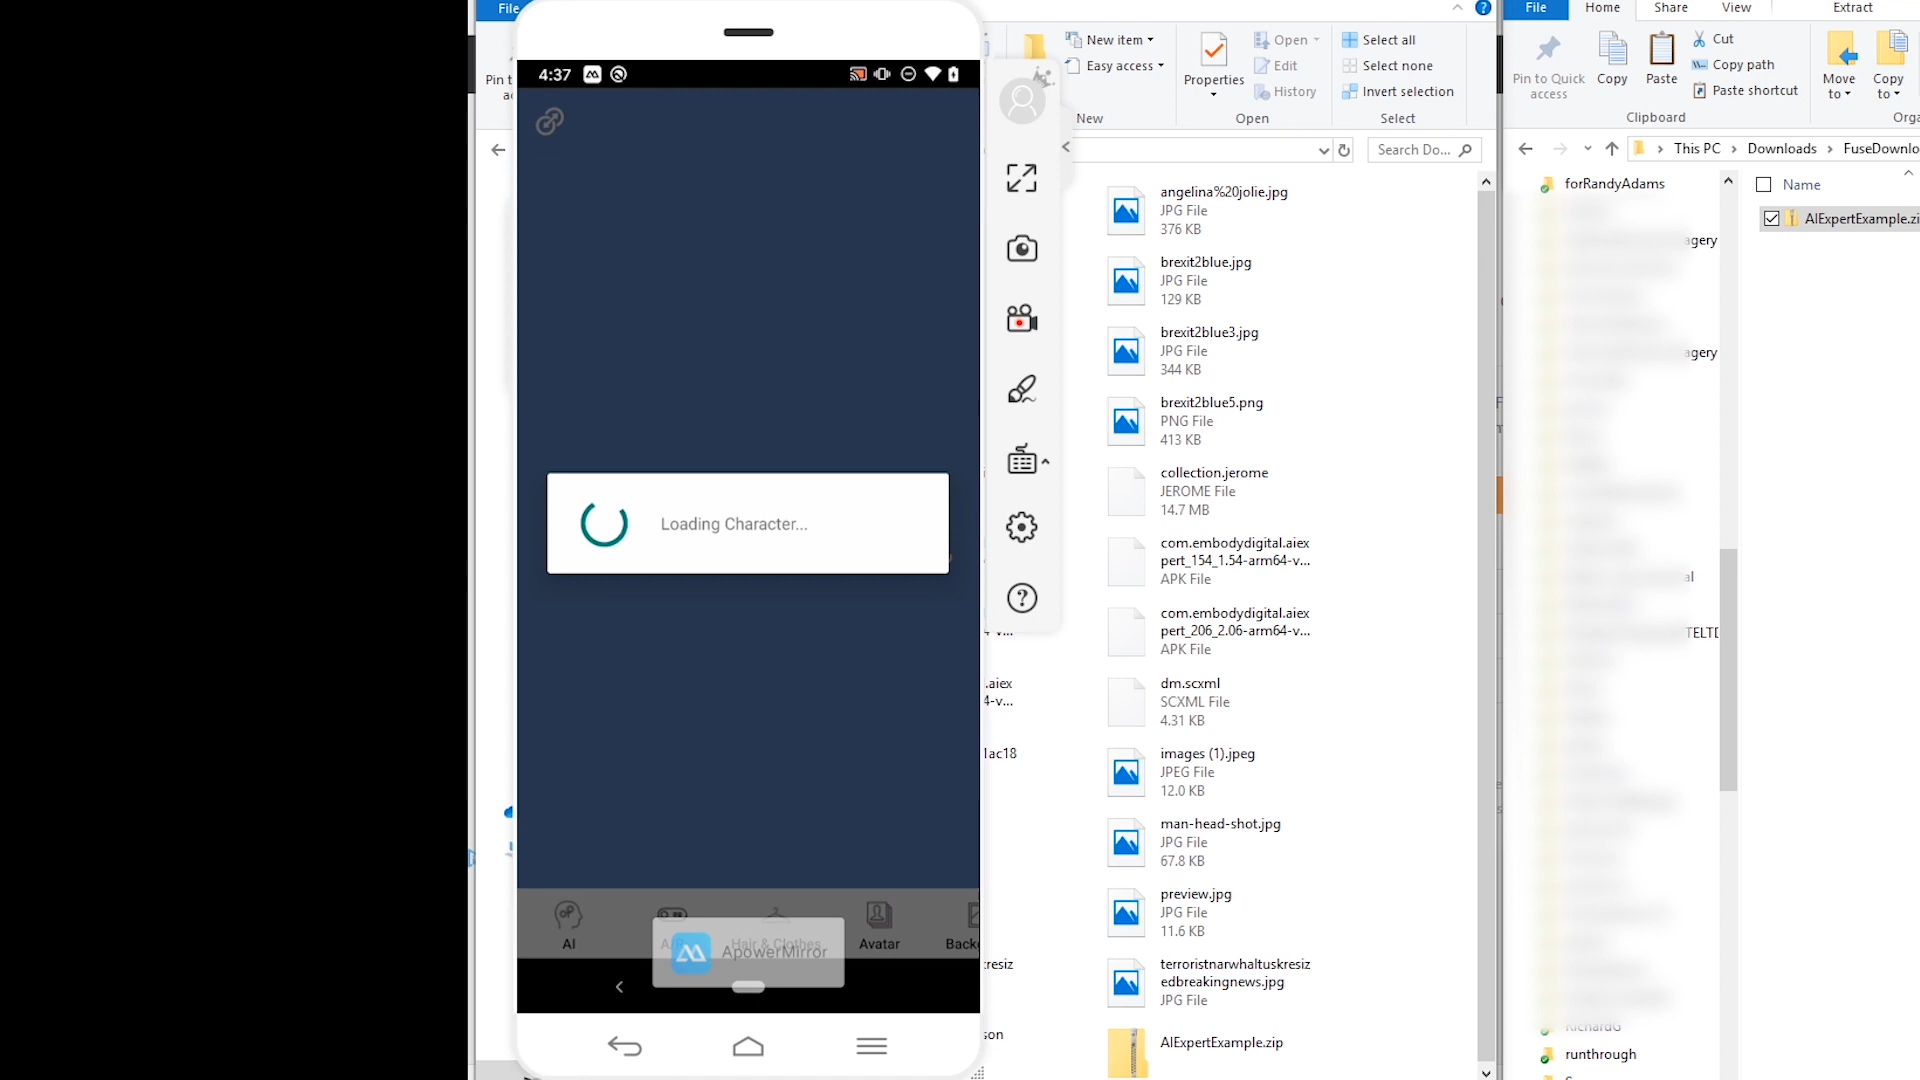 File
Pin t
ac
4:37
Loading Character...
AI
A/R
Hair & Clothes
Avatar
Back
ApowerMirror
.aiex
4-v...
1ac18
resiz
son
New item
Easy access
New
Properties
Open
Edit
History
Open
Select all
Select none
Invert selection
Select
Search Do...
angelina%20jolie.jpg
JPG File
376 KB
brexit2blue.jpg
JPG File
129 KB
brexit2blue3.jpg
JPG File
344 KB
brexit2blue5.png
PNG File
413 KB
collection.jerome
JEROME File
14.7 MB
com.embodydigital.aiex
pert_154_1.54-arm64-v...
APK File
com.embodydigital.aiex
pert_206_2.06-arm64-v...
APK File
dm.scxml
SCXML File
4.31 KB
images (1).jpeg
JPEG File
12.0 KB
man-head-shot.jpg
JPG File
67.8 KB
preview.jpg
JPG File
11.6 KB
terroristnarwhaltuskresiz
edbreakingnews.jpg
JPG File
AIExpertExample.zip
File
Home
Share
View
Extract
Pin to Quick
access
Copy
Paste
Cut
Copy path
Paste shortcut
Clipboard
Move
to
Copy
to
Orga
This PC
Downloads
FuseDownlo
forRandyAdams
agery
agery
al
TELTD
RichardG
runthrough
Name
AIExpertExample.zi